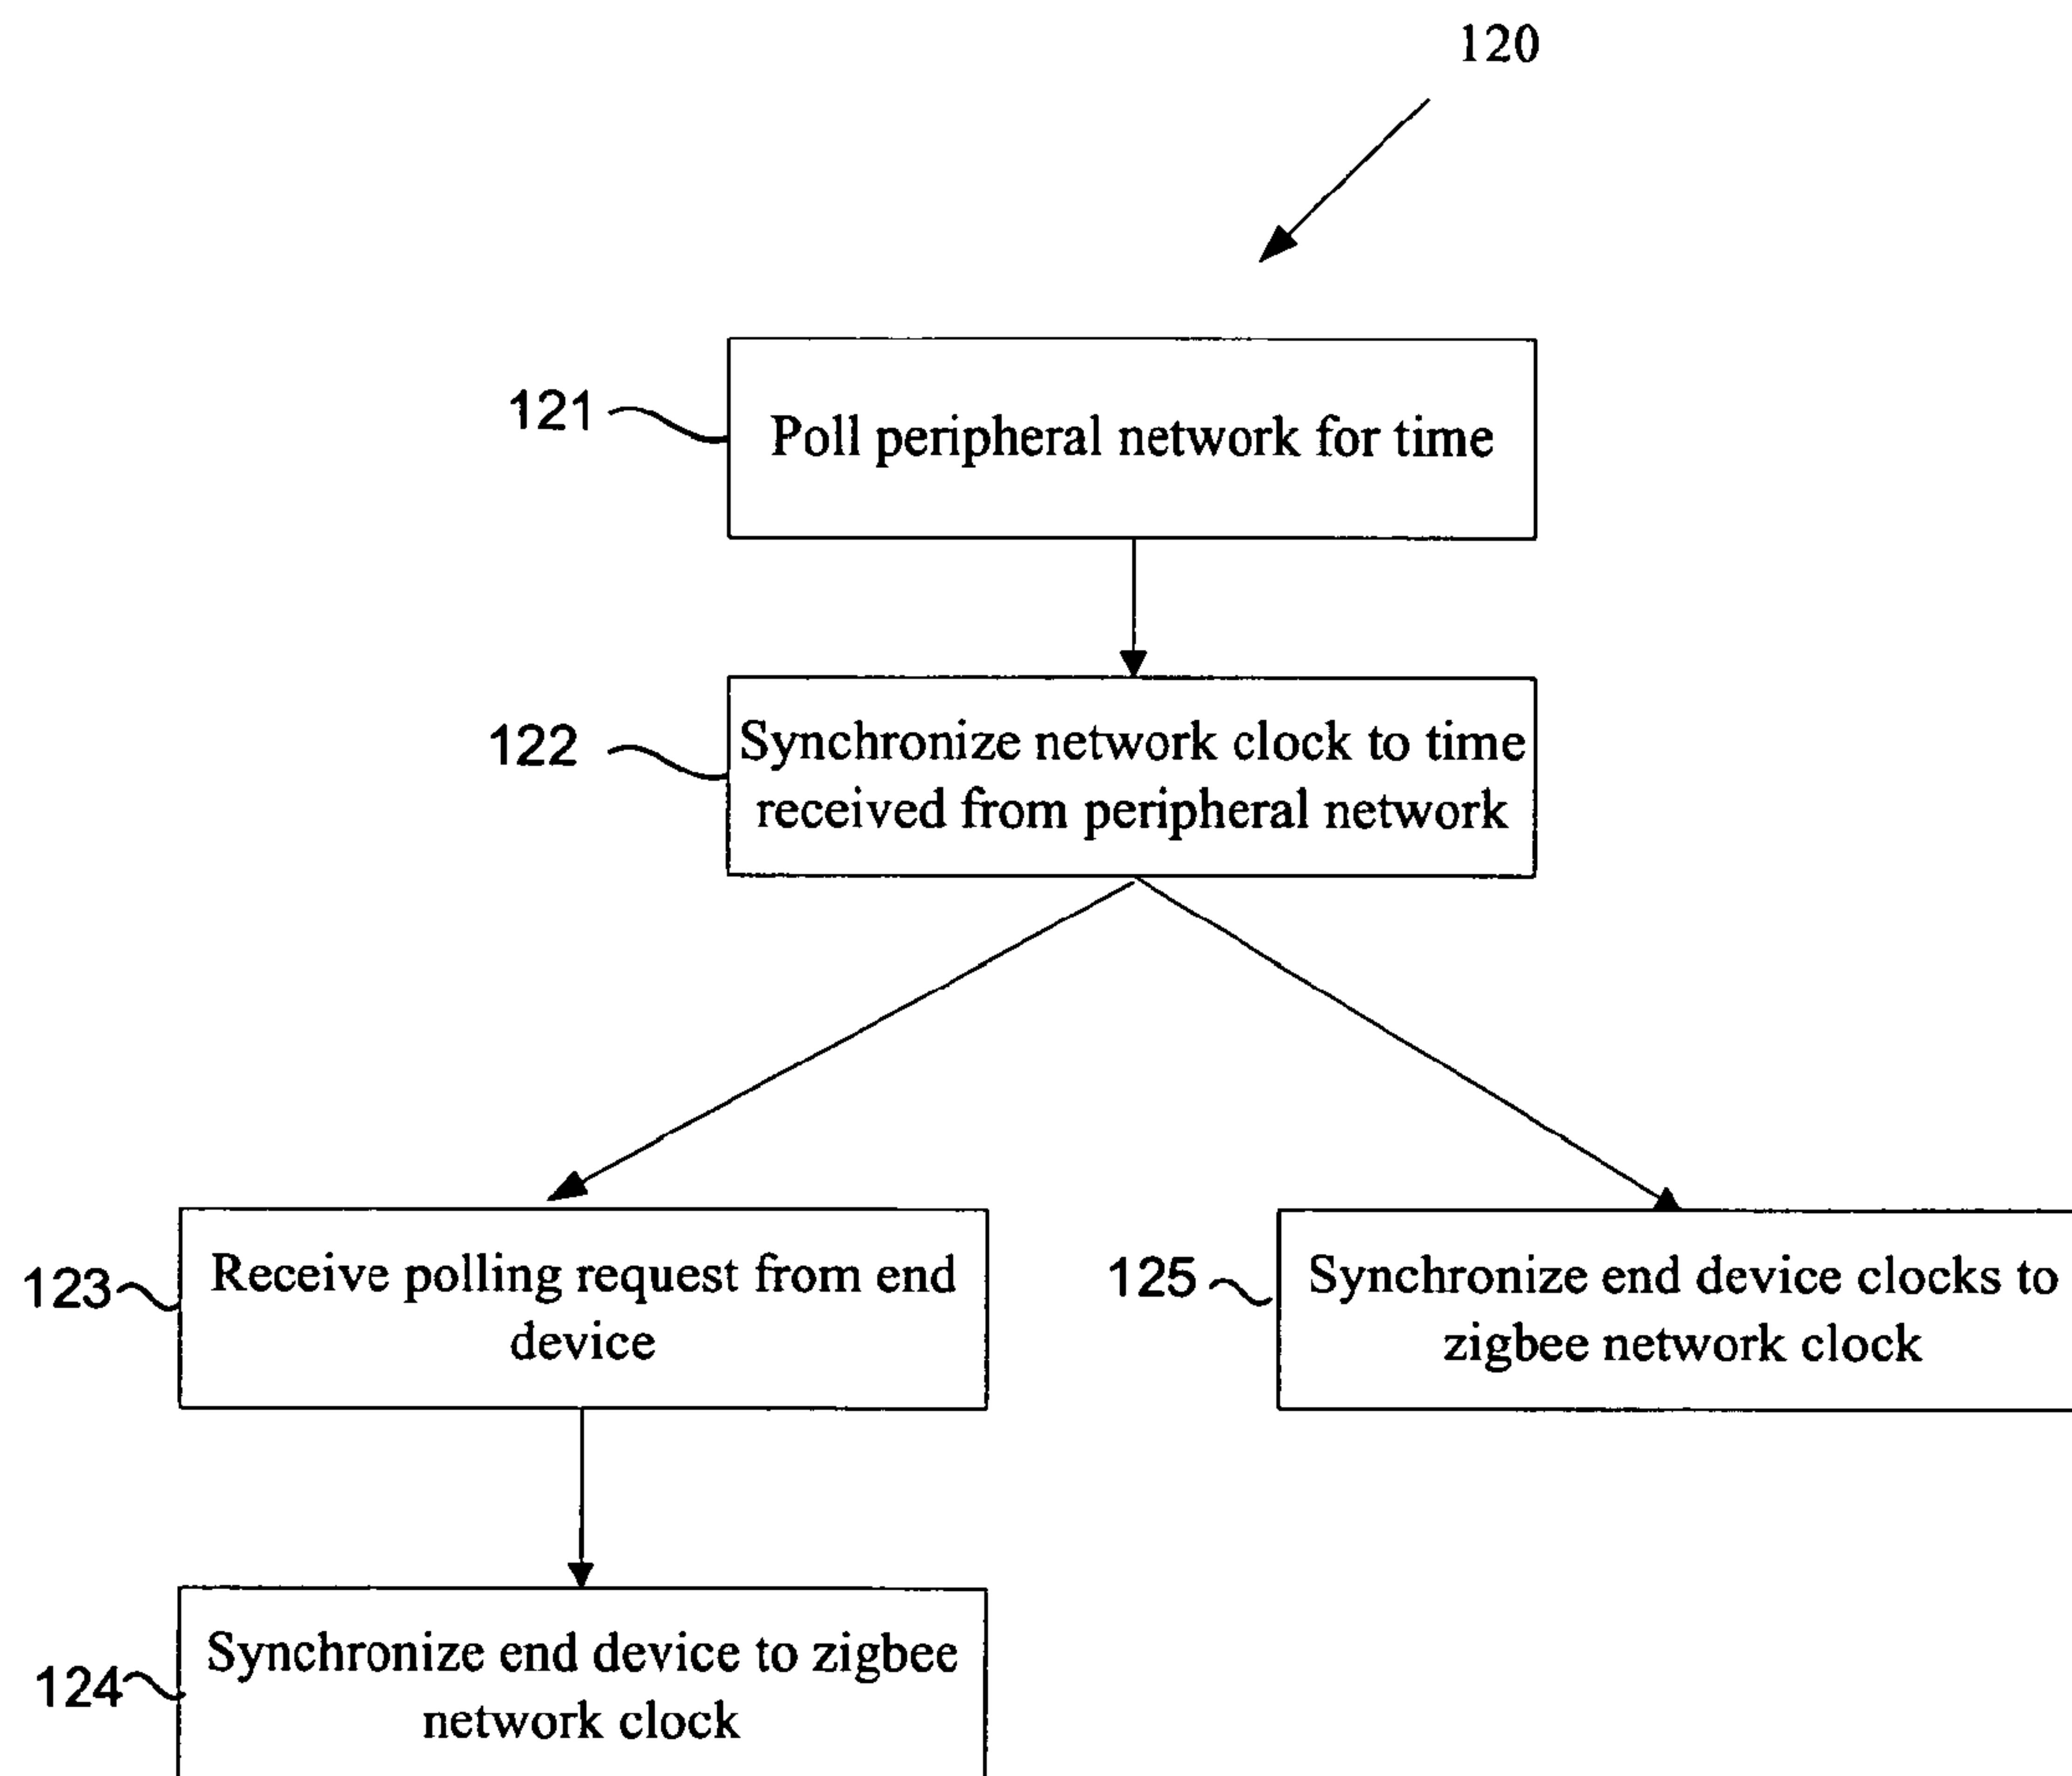 120
121
Poll peripheral network for time
122
Synchronize network clock to time
received from peripheral network
123
Receive polling request from end
device
125
Synchronize end device clocks to
zigbee network clock
124
Synchronize end device to zigbee
network clock